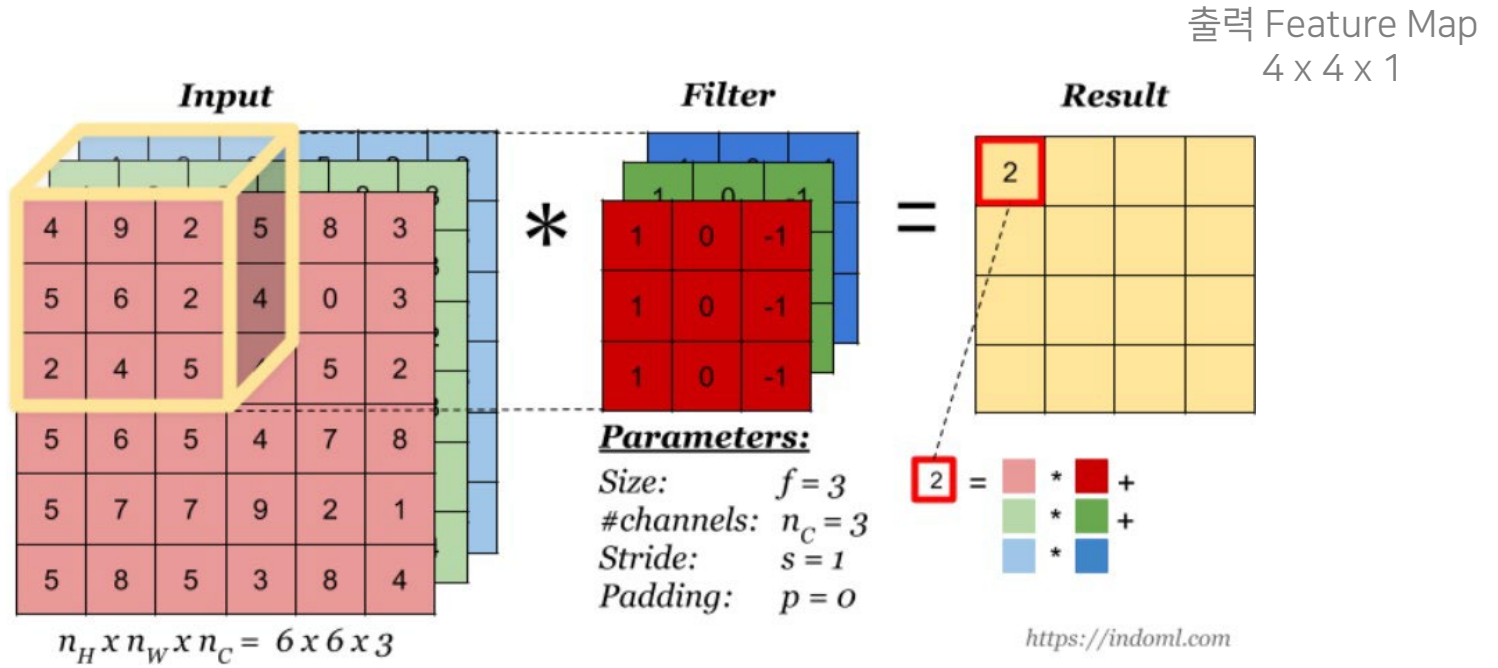 출력 Feature Map
4 x 4 x 1
Input
Filter
Result
4 9 2 5 8 3
5 6 2 4 0 3
2 4 5 5 2
5 6 5 4 7 8
5 7 7 9 2 1
5 8 5 3 8 4
n_H x n_W x n_C = 6 x 6 x 3
*
1 0 -1
1 0 -1
1 0 -1
1 0 -1
Parameters:
Size: f = 3
#channels: n_C = 3
Stride: s = 1
Padding: p = 0
=
2
2 = * +
* +
*
https://indoml.com